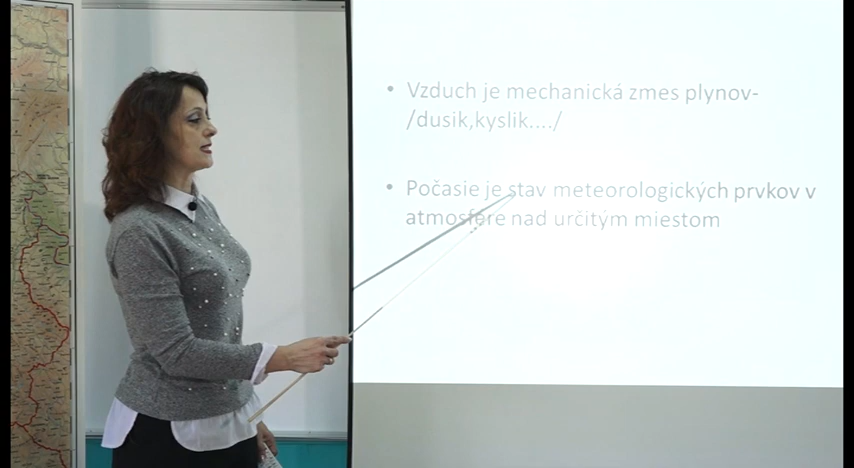 • Vzduch je mechanická zmes plynov-
/dusik,kyslik..../
• Počasie je stav meteorologických prvkov v
atmosfére nad určitým miestom